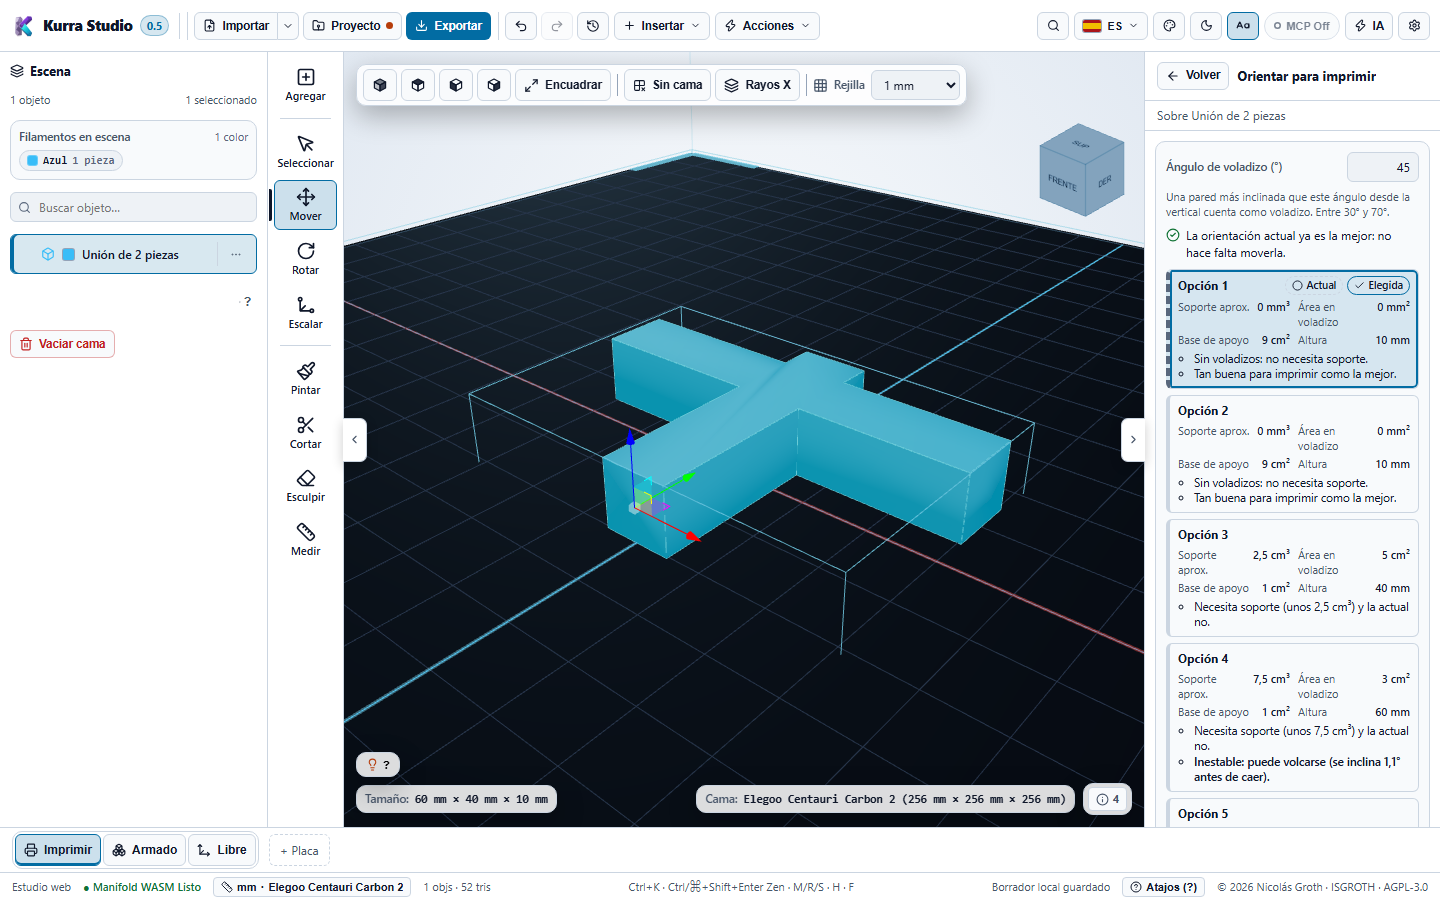 Kurra Studio 0.5
Importar
Proyecto
Exportar
Insertar
Acciones
ES
MCP Off
IA
Escena
1 objeto 1 seleccionado
Filamentos en escena 1 color
Azul 1 pieza
Buscar objeto...
Unión de 2 piezas ...
?
Vaciar cama
Agregar
Seleccionar
Mover
Rotar
Escalar
Pintar
Cortar
Esculpir
Medir
Encuadrar
Sin cama
Rayos X
Rejilla 1 mm
FRENTE
DER
?
Tamaño: 60 mm × 40 mm × 10 mm
Cama: Elegoo Centauri Carbon 2 (256 mm × 256 mm × 256 mm)
4
Volver
Orientar para imprimir
Sobre Unión de 2 piezas
Ángulo de voladizo (°) 45
Una pared más inclinada que este ángulo desde la
vertical cuenta como voladizo. Entre 30° y 70°.
La orientación actual ya es la mejor: no
hace falta moverla.
Opción 1 Actual Elegida
Soporte aprox. 0 mm³ Área en voladizo 0 mm²
Base de apoyo 9 cm² Altura 10 mm
Sin voladizos: no necesita soporte.
Tan buena para imprimir como la mejor.
Opción 2
Soporte aprox. 0 mm³ Área en voladizo 0 mm²
Base de apoyo 9 cm² Altura 10 mm
Sin voladizos: no necesita soporte.
Tan buena para imprimir como la mejor.
Opción 3
Soporte aprox. 2,5 cm³ Área en voladizo 5 cm²
Base de apoyo 1 cm² Altura 40 mm
Necesita soporte (unos 2,5 cm³) y la actual
no.
Opción 4
Soporte aprox. 7,5 cm³ Área en voladizo 3 cm²
Base de apoyo 1 cm² Altura 60 mm
Necesita soporte (unos 7,5 cm³) y la actual
no.
Inestable: puede volcarse (se inclina 1,1°
antes de caer).
Opción 5
Imprimir
Armado
Libre
+ Placa
Estudio web
Manifold WASM Listo
mm · Elegoo Centauri Carbon 2
1 objs · 52 tris
Ctrl+K · Ctrl/⌘+Shift+Enter Zen · M/R/S · H · F
Borrador local guardado
Atajos (?)
© 2026 Nicolás Groth · ISGROTH · AGPL-3.0